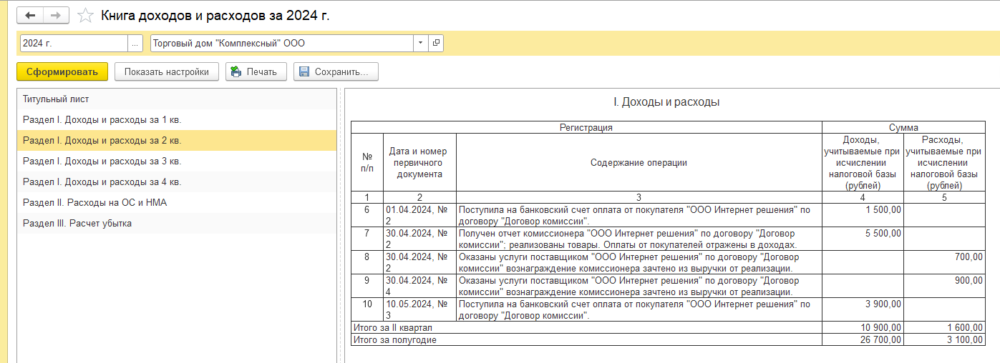 Книга доходов и расходов за 2024 г.
2024 г. ... Торговый дом "Комплексный" ООО
Сформировать Показать настройки Печать Сохранить...
Титульный лист
Раздел I. Доходы и расходы за 1 кв.
Раздел I. Доходы и расходы за 2 кв.
Раздел I. Доходы и расходы за 3 кв.
Раздел I. Доходы и расходы за 4 кв.
Раздел II. Расходы на ОС и НМА
Раздел III. Расчет убытка
I. Доходы и расходы
Регистрация Сумма
№
п/п
Дата и номер
первичного
документа
Содержание операции
Доходы,
учитываемые при
исчислении
налоговой базы
(рублей)
Расходы,
учитываемые при
исчислении
налоговой базы
(рублей)
1 2 3 4 5
6 01.04.2024, № Поступила на банковский счет оплата от покупателя "ООО Интернет решения" по 1 500,00
2 договору "Договор комиссии".
7 30.04.2024, № Получен отчет комиссионера "ООО Интернет решения" по договору "Договор 5 500,00
2 комиссии"; реализованы товары. Оплаты от покупателей отражены в доходах.
8 30.04.2024, № Оказаны услуги поставщиком "ООО Интернет решения" по договору "Договор 700,00
2 комиссии" вознаграждение комиссионера зачтено из выручки от реализации.
9 30.04.2024, № Оказаны услуги поставщиком "ООО Интернет решения" по договору "Договор 900,00
4 комиссии" вознаграждение комиссионера зачтено из выручки от реализации.
10 10.05.2024, № Поступила на банковский счет оплата от покупателя "ООО Интернет решения" по 3 900,00
3 договору "Договор комиссии".
Итого за II квартал 10 900,00 1 600,00
Итого за полугодие 26 700,00 3 100,00